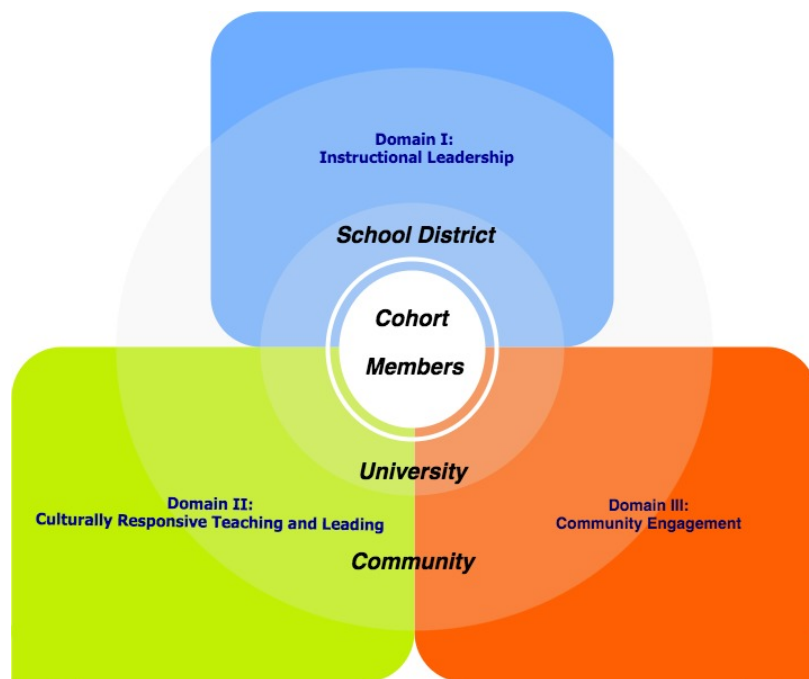 Domain I:
Instructional Leadership
School District
Cohort
Members
University
Domain II:
Culturally Responsive Teaching and Leading
Domain III:
Community Engagement
Community